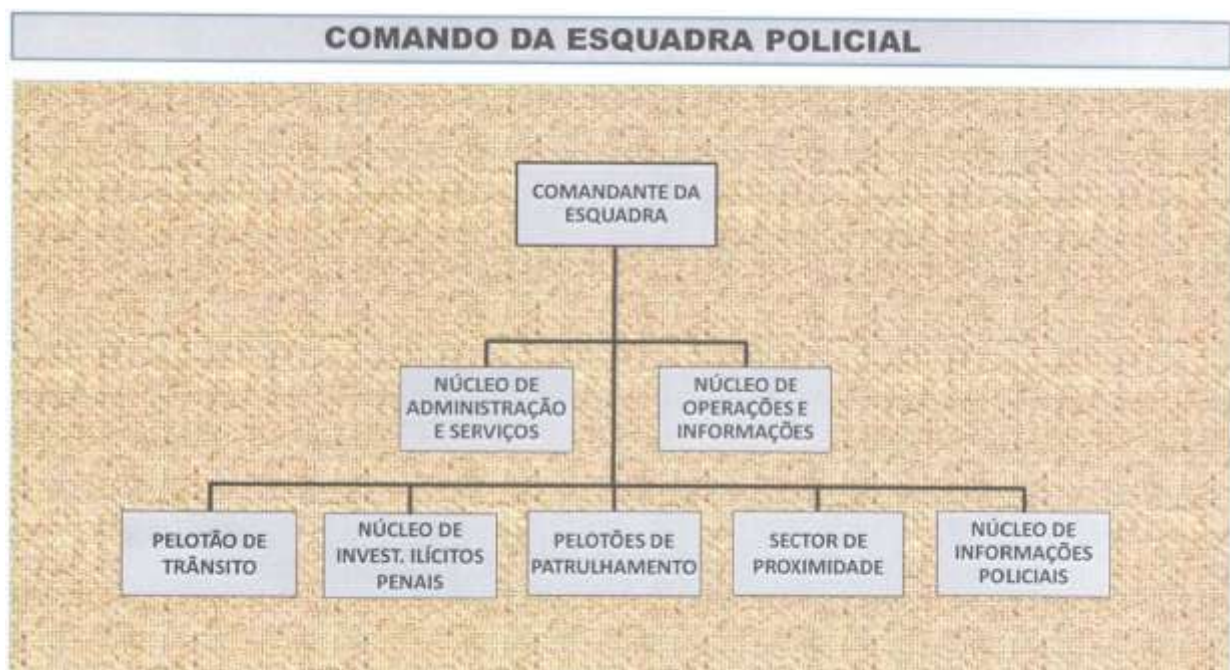 COMANDO DA ESQUADRA POLICIAL
COMANDANTE DA
ESQUADRA
NÚCLEO DE
ADMINISTRAÇÃO
E SERVIÇOS
NÚCLEO DE
OPERAÇÕES E
INFORMAÇÕES
PELOTÃO DE
TRÂNSITO
NÚCLEO DE
INVEST. ILÍCITOS
PENAIS
PELOTÕES DE
PATRULHAMENTO
SECTOR DE
PROXIMIDADE
NÚCLEO DE
INFORMAÇÕES
POLICIAIS